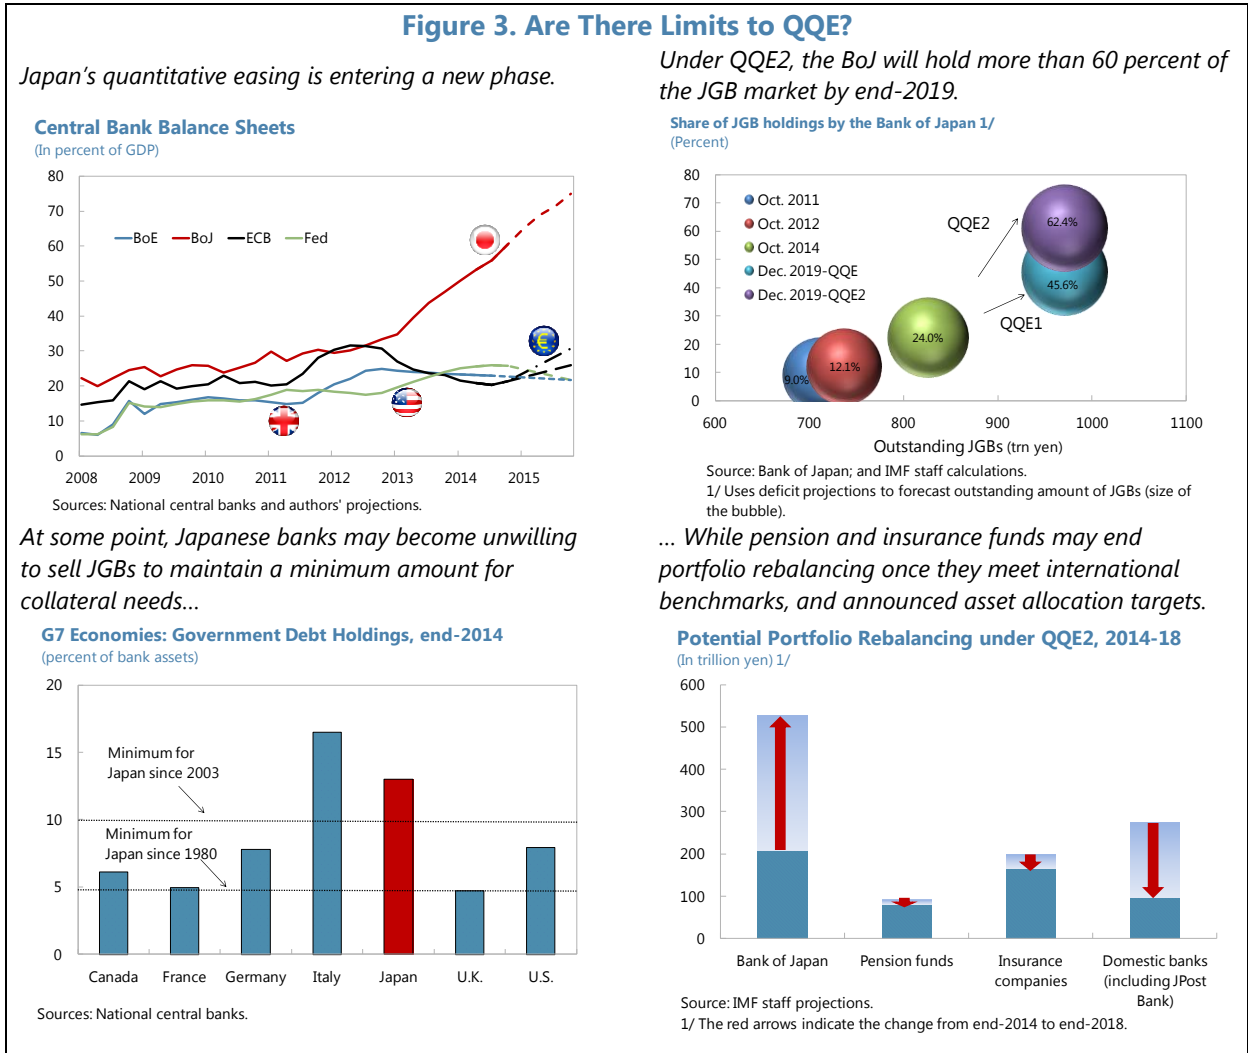 Figure 3. Are There Limits to QQE?
Japan's quantitative easing is entering a new phase.
Central Bank Balance Sheets
(In percent of GDP)
80
70
60
50
40
30
20
10
0
BoE BoJ ECB Fed
€
2008 2009 2010 2011 2012 2013 2014 2015
Sources: National central banks and authors' projections.
Under QQE2, the BoJ will hold more than 60 percent of
the JGB market by end-2019.
Share of JGB holdings by the Bank of Japan 1/
(Percent)
80
70
60
50
40
30
20
10
0
Oct. 2011
Oct. 2012
Oct. 2014
Dec. 2019-QQE
Dec. 2019-QQE2
QQE2
62.4%
45.6%
QQE1
24.0%
12.1%
9.0%
600 700 800 900 1000 1100
Outstanding JGBs (trn yen)
Source: Bank of Japan; and IMF staff calculations.
1/ Uses deficit projections to forecast outstanding amount of JGBs (size of
the bubble).
At some point, Japanese banks may become unwilling
to sell JGBs to maintain a minimum amount for
collateral needs...
G7 Economies: Government Debt Holdings, end-2014
(percent of bank assets)
20
15
10
5
0
Minimum for
Japan since 2003
Minimum for
Japan since 1980
Canada France Germany Italy Japan U.K. U.S.
Sources: National central banks.
... While pension and insurance funds may end
portfolio rebalancing once they meet international
benchmarks, and announced asset allocation targets.
Potential Portfolio Rebalancing under QQE2, 2014-18
(In trillion yen) 1/
600
500
400
300
200
100
0
Bank of Japan Pension funds Insurance Domestic banks
companies (including JPost
Bank)
Source: IMF staff projections.
1/ The red arrows indicate the change from end-2014 to end-2018.